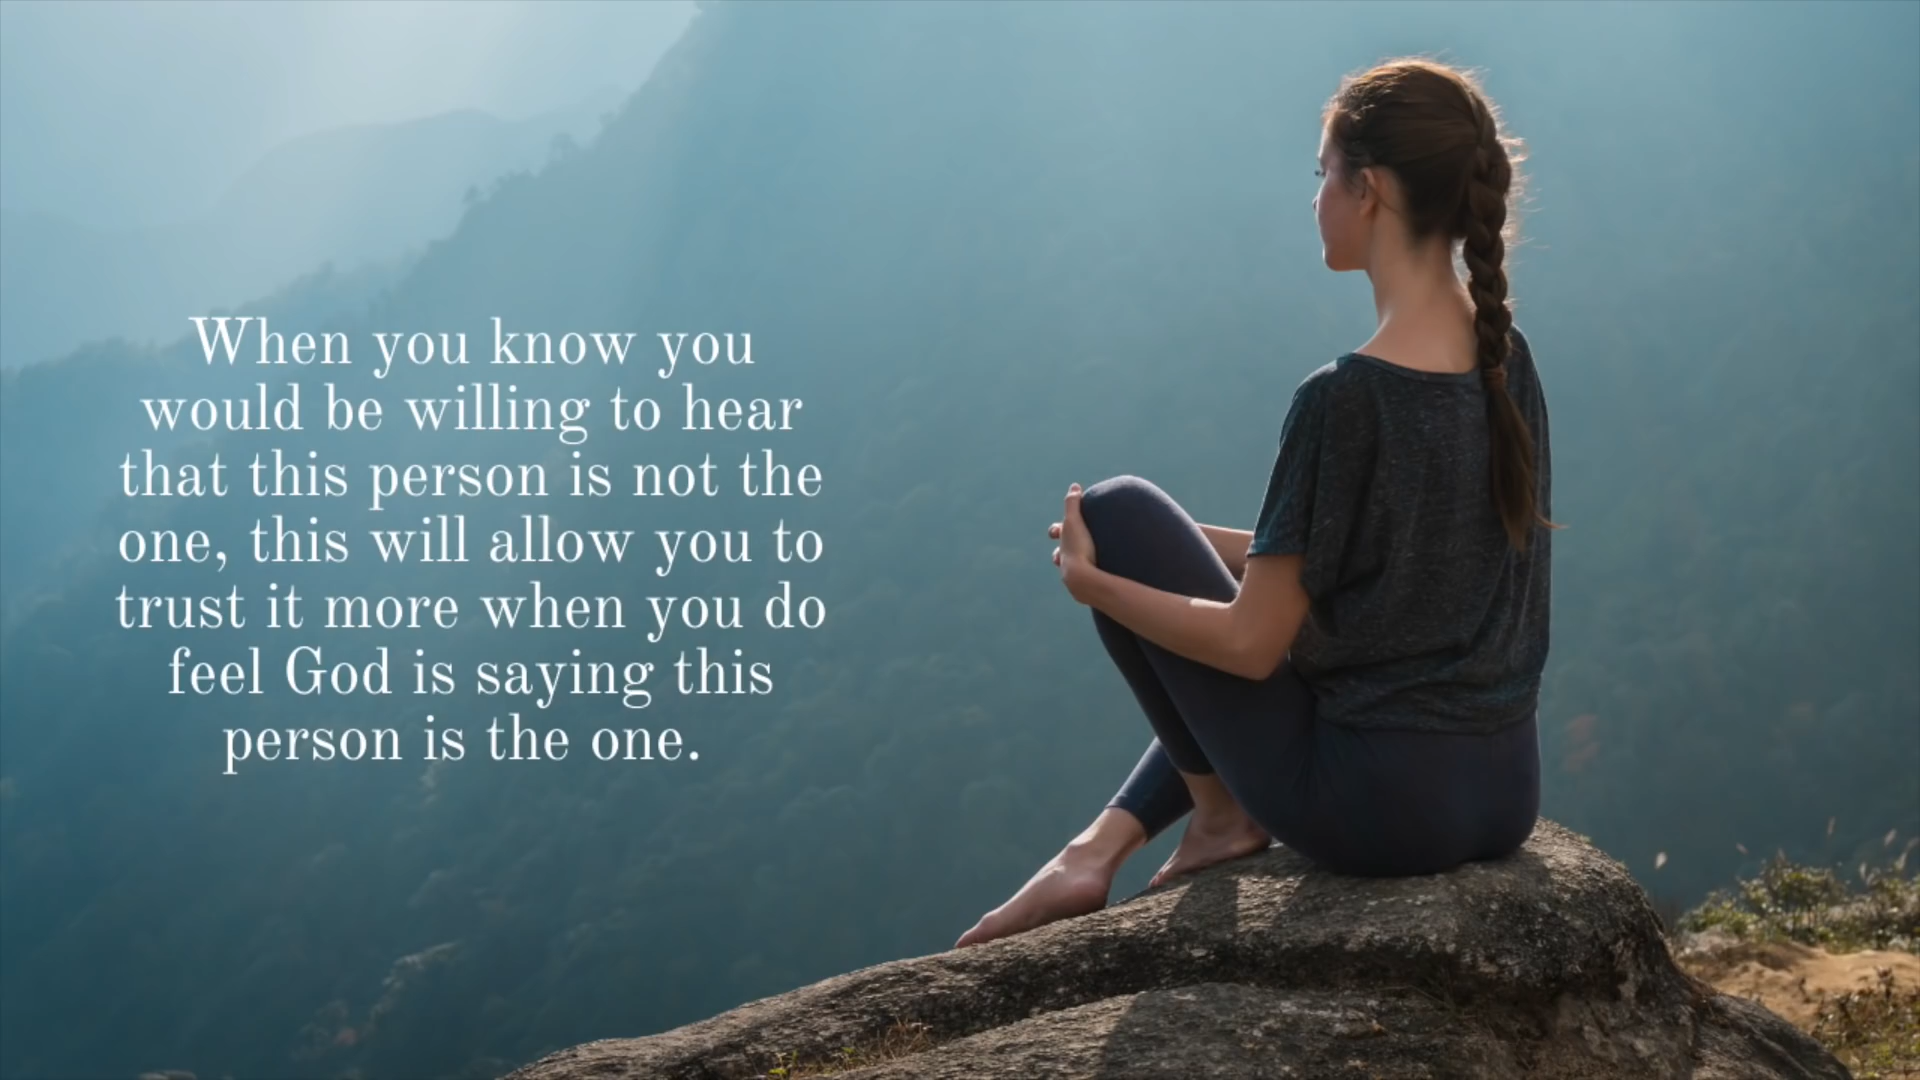 When you know you
would be willing to hear
that this person is not the
one, this will allow you to
trust it more when you do
feel God is saying this
person is the one.